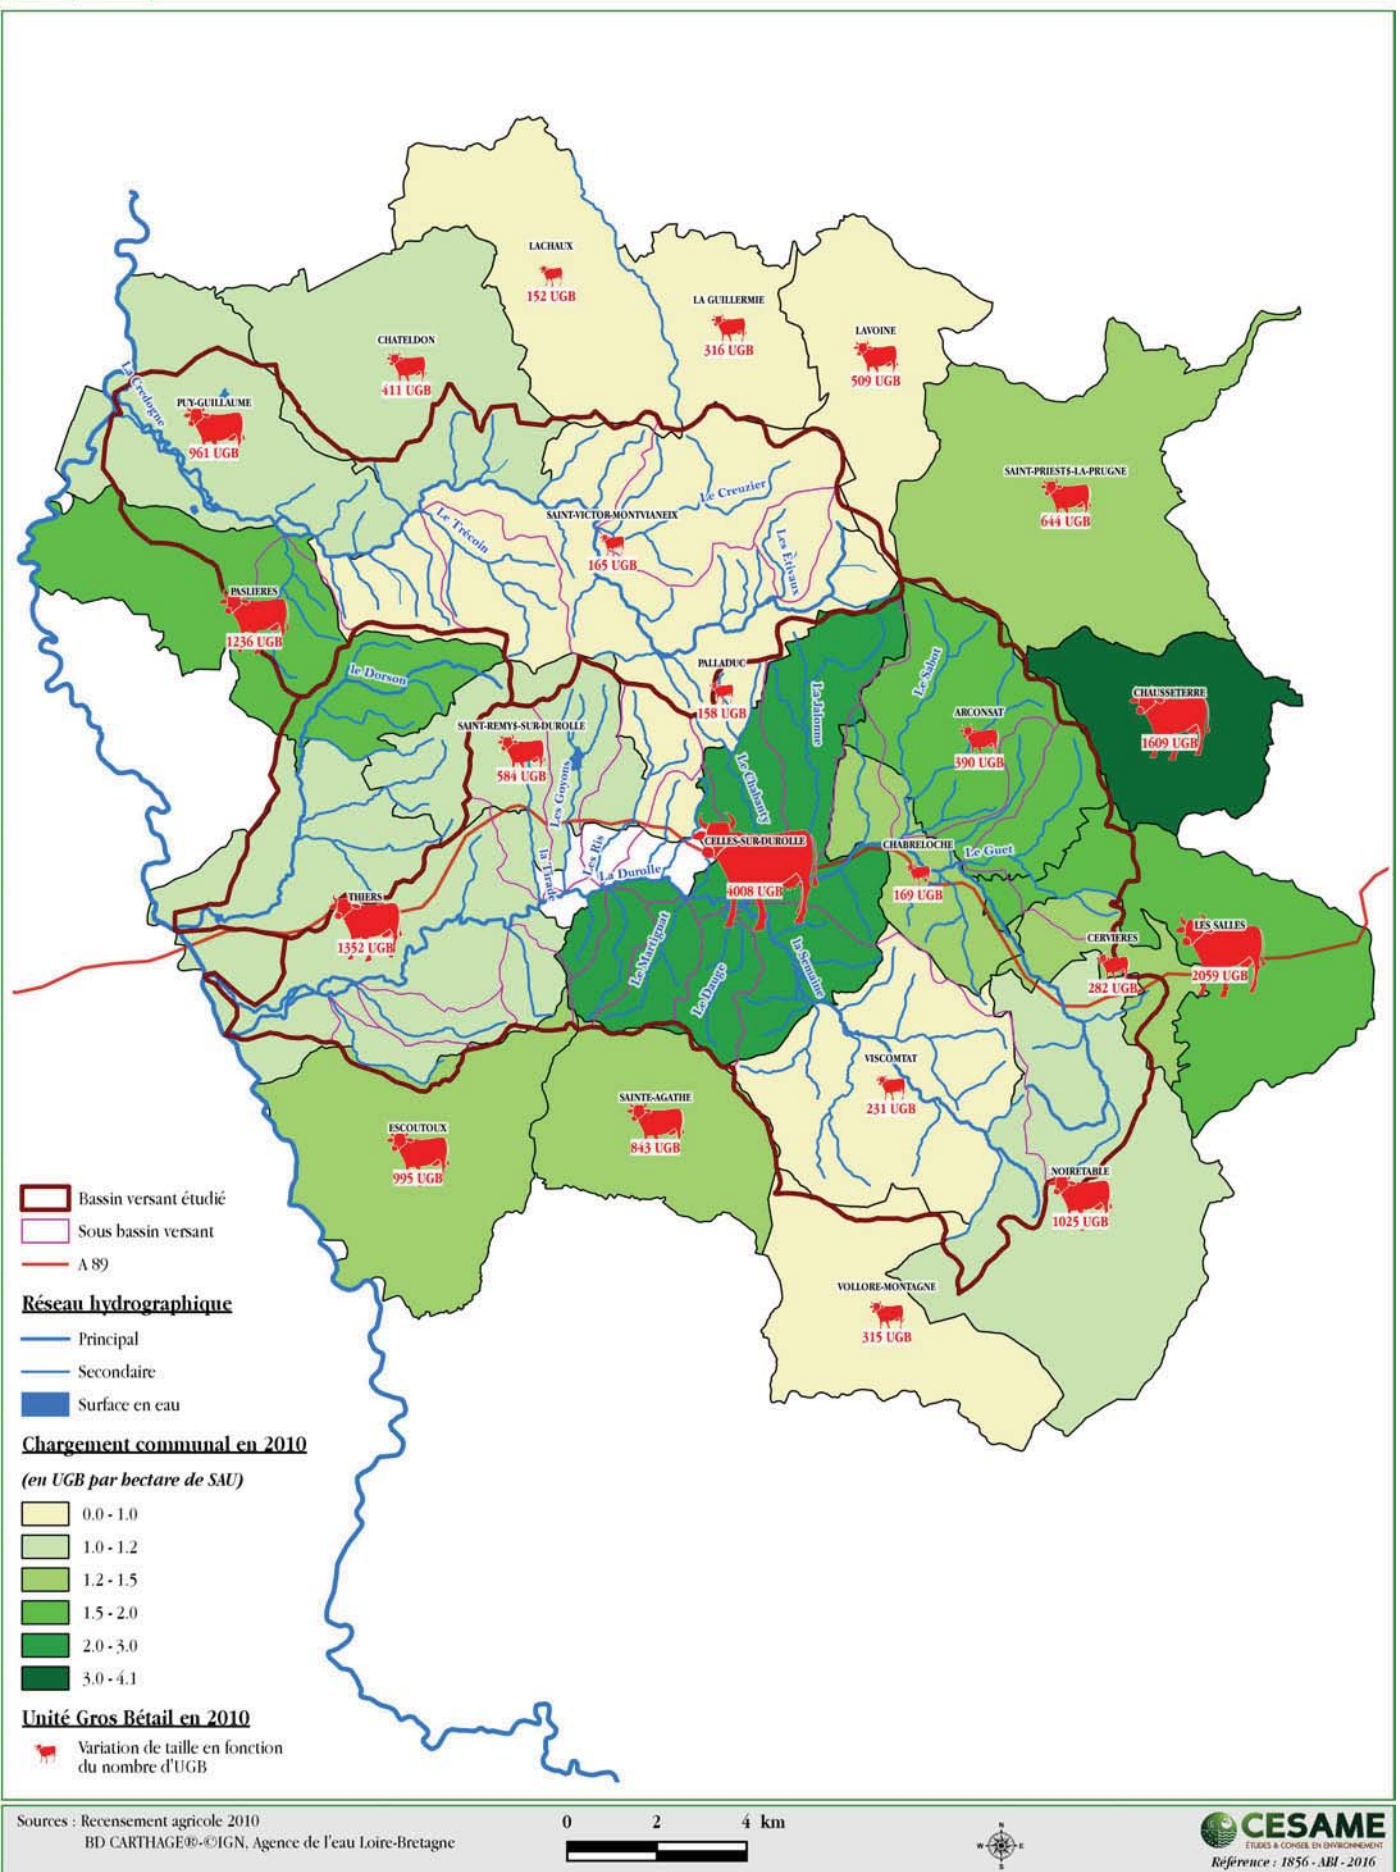 LACHAUX
152 UGB
LA GUILLERMIE
316 UGB
LAVOINE
509 UGB
CHATELDON
411 UGB
La Credogne
PUY-GUILLAUME
961 UGB
SAINT-PRIESTS-LA-PRUGNE
644 UGB
Le Creuzier
Le Trécoin
SAINT-VICTOR-MONTVIANEIX
165 UGB
Les Étivaux
PASLIERES
1236 UGB
le Dorson
PALLADUC
158 UGB
La Jalonne
Le Sabot
CHAUSSETERRE
1609 UGB
ARCONSAT
390 UGB
SAINT-REMYS-SUR-DUROLLE
584 UGB
Les Goyons
Le Chabanty
CELLES-SUR-DUROLLE
4008 UGB
CHABRELOCHE
169 UGB
Le Guet
la Tirade
Les Ris
La Durolle
THIERS
1352 UGB
Le Martignat
Le Dauge
la Semaine
CERVIERES
282 UGB
LES SALLES
2059 UGB
VISCOMTAT
231 UGB
SAINTE-AGATHE
843 UGB
ESCOUTOUX
995 UGB
NOIRETABLE
1025 UGB
VOLLORE-MONTAGNE
315 UGB
Bassin versant étudié
Sous bassin versant
A 89
Réseau hydrographique
Principal
Secondaire
Surface en eau
Chargement communal en 2010
(en UGB par hectare de SAU)
0.0 - 1.0
1.0 - 1.2
1.2 - 1.5
1.5 - 2.0
2.0 - 3.0
3.0 - 4.1
Unité Gros Bétail en 2010
Variation de taille en fonction
du nombre d'UGB
Sources : Recensement agricole 2010
BD CARTHAGE®-©IGN, Agence de l'eau Loire-Bretagne
0 2 4 km
N
W E
S
CESAME
ÉTUDES & CONSEIL EN ENVIRONNEMENT
Référence : 1856 - ABI - 2016